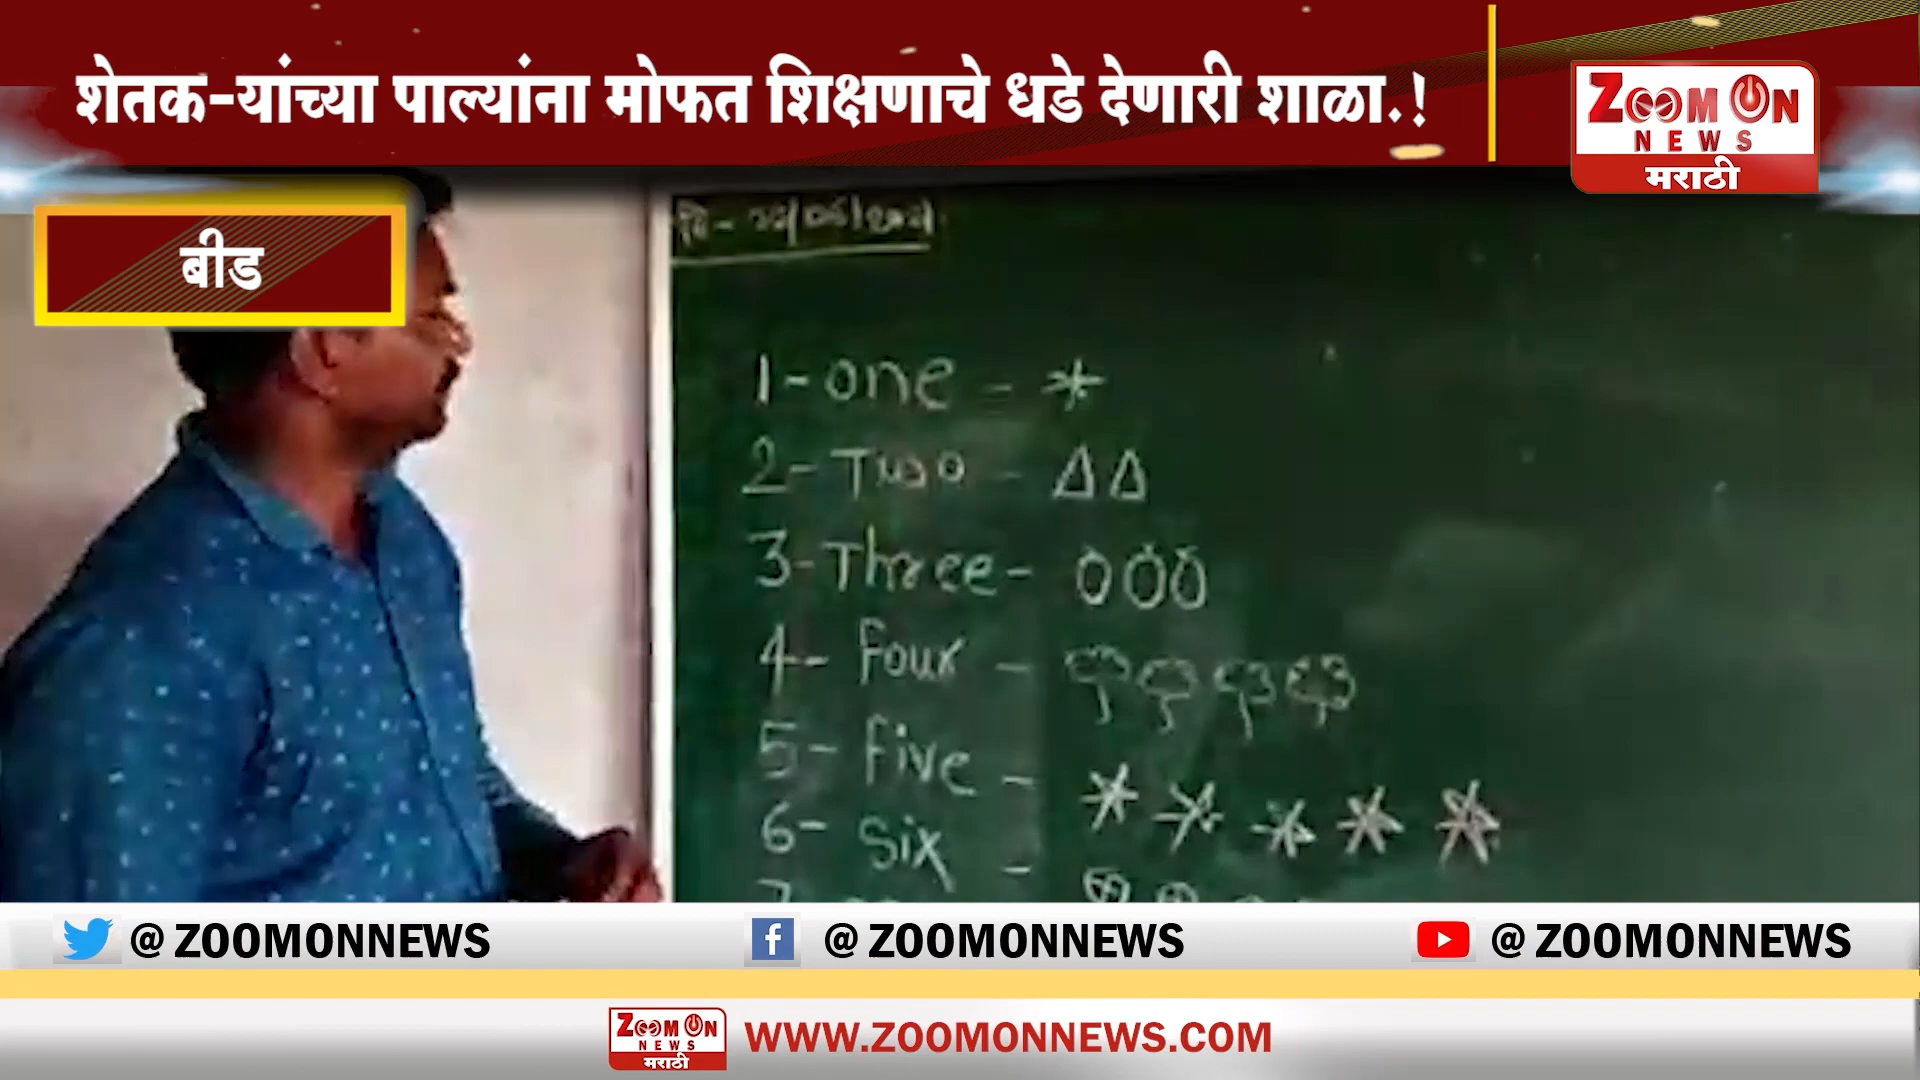 शेतक-यांच्या पाल्यांना मोफत शिक्षणाचे धडे देणारी शाळा.!
ZOOM ON
NEWS
मराठी
बीड
1 - one -
2 - Two -
3 - Three -
4 - Four -
5 - Five -
6 - Six -
@ ZOOMONNEWS
@ ZOOMONNEWS
@ ZOOMONNEWS
ZOOM ON
NEWS
मराठी
WWW.ZOOMONNEWS.COM